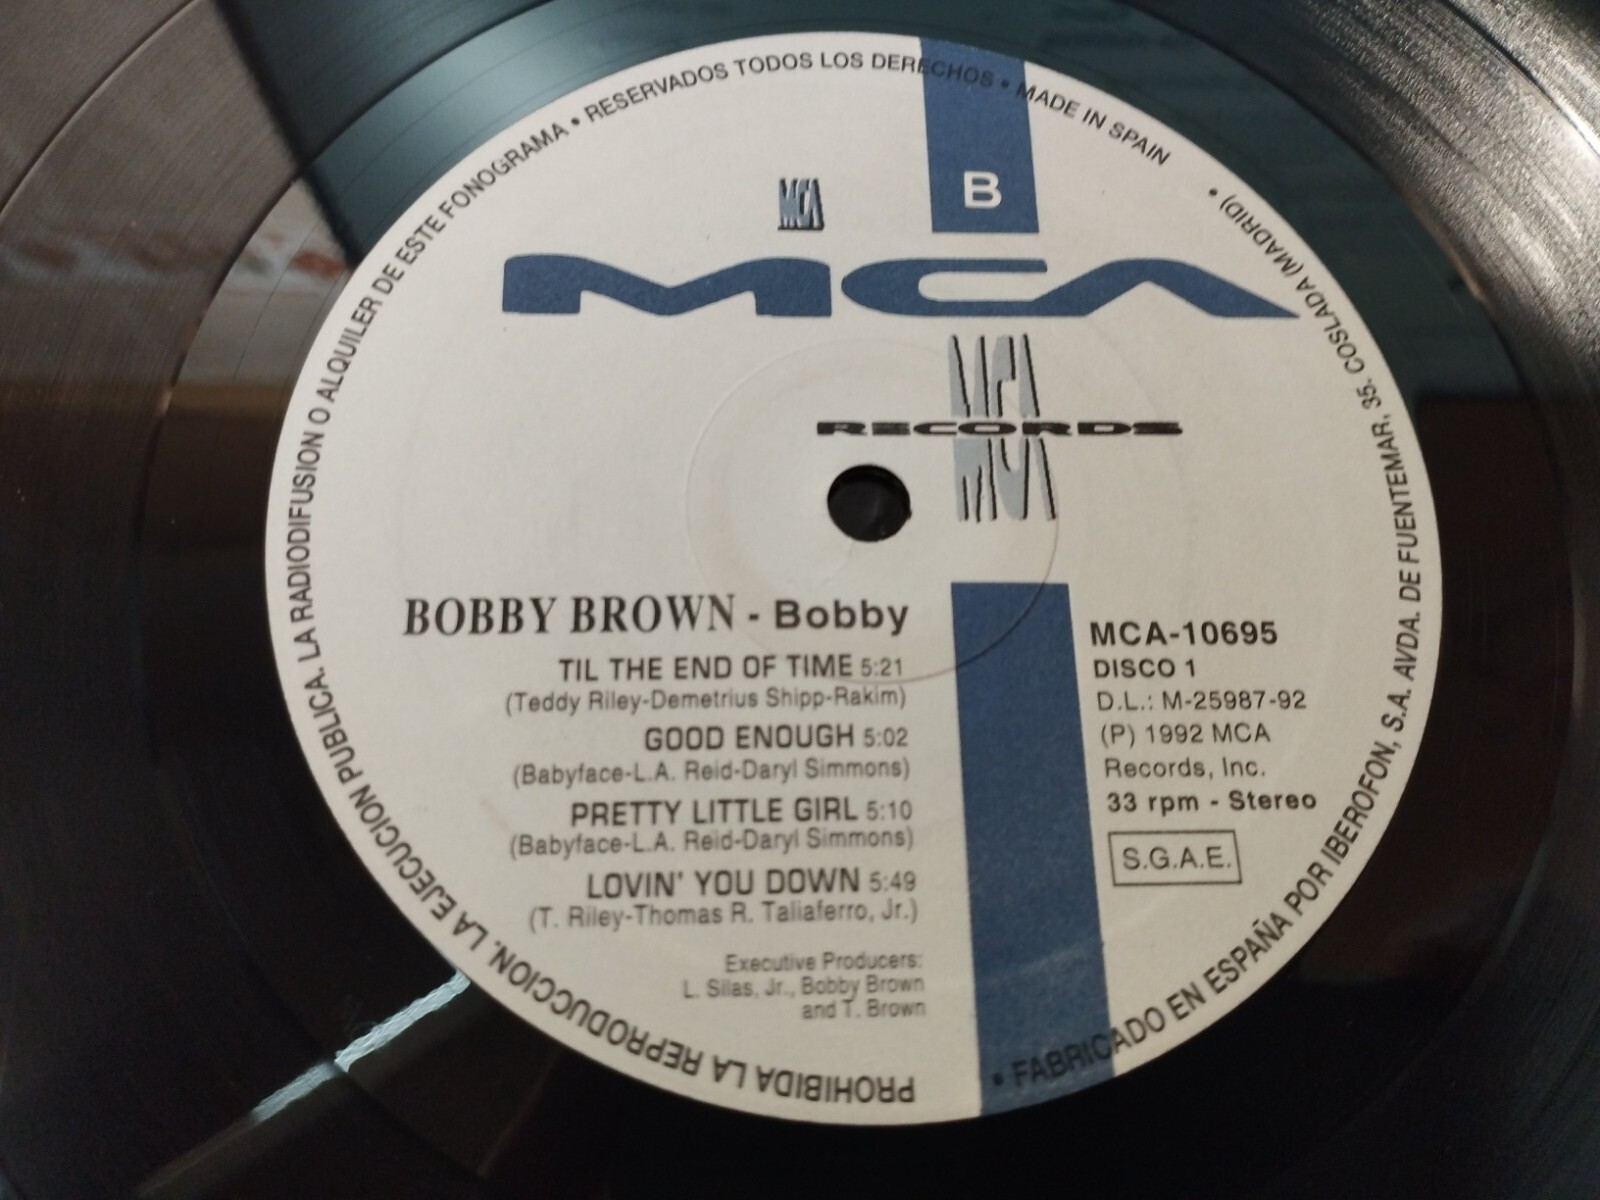 PROHIBIDA LA REPRODUCCION. LA EJECUCION PUBLICA. LA RADIODIFUSION O ALQUILER DE ESTE FONOGRAMA • RESERVADOS TODOS LOS DERECHOS • MADE IN SPAIN
• FABRICADO EN ESPAÑA POR IBEROFON, S.A. AVDA. DE FUENTEMAR, 35. COSLADA (MADRID) •
B
MCA
MCA
MCA
RECORDS
MCA
BOBBY BROWN - Bobby
TIL THE END OF TIME 5:21
(Teddy Riley-Demetrius Shipp-Rakim)
GOOD ENOUGH 5:02
(Babyface-L.A. Reid-Daryl Simmons)
PRETTY LITTLE GIRL 5:10
(Babyface-L.A. Reid-Daryl Simmons)
LOVIN' YOU DOWN 5:49
(T. Riley-Thomas R. Taliaferro, Jr.)
Executive Producers:
L. Silas, Jr., Bobby Brown
and T. Brown
MCA-10695
DISCO 1
D.L.: M-25987-92
(P) 1992 MCA
Records, Inc.
33 rpm - Stereo
S.G.A.E.